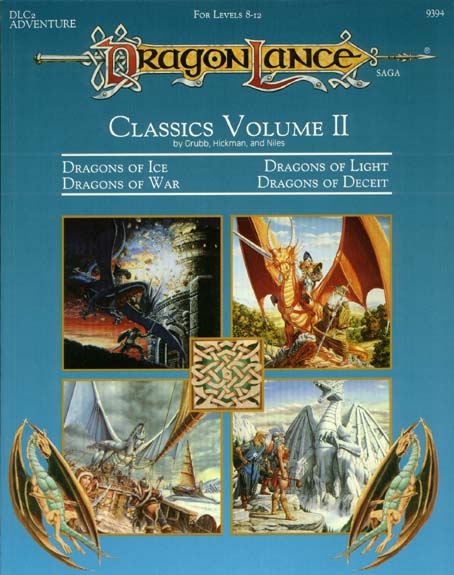 DLC2
ADVENTURE
FOR LEVELS 8-12
9394
DRAGONLANCE
®
SAGA
CLASSICS VOLUME II
by Grubb, Hickman, and Niles
DRAGONS OF ICE
DRAGONS OF WAR
DRAGONS OF LIGHT
DRAGONS OF DECEIT